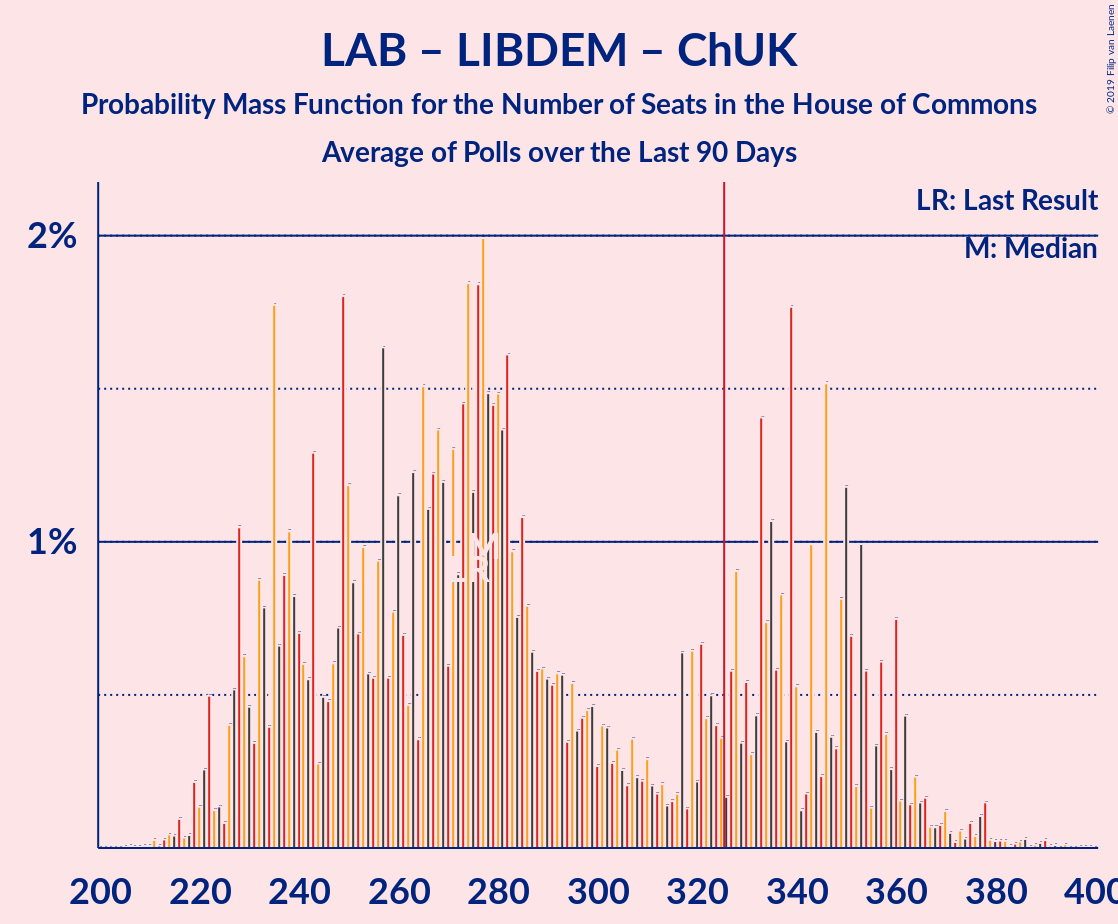 LAB – LIBDEM – ChUK
Probability Mass Function for the Number of Seats in the House of Commons
Average of Polls over the Last 90 Days
© 2019 Filip van Laenen
LR: Last Result
M: Median
2%
1%
M
LR
200 220 240 260 280 300 320 340 360 380 400